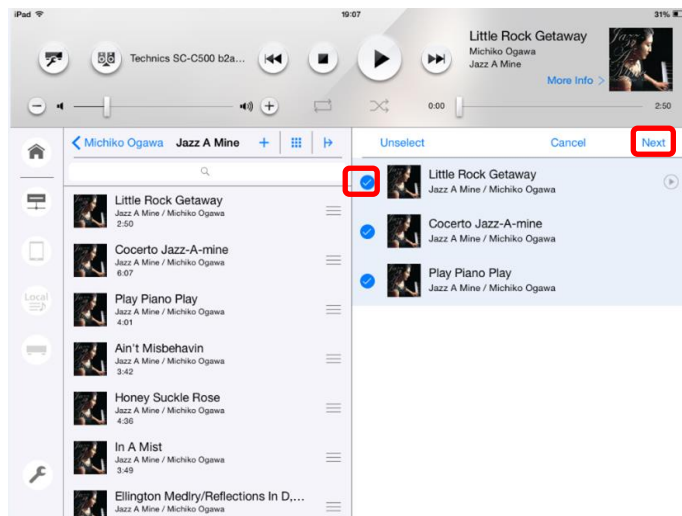 iPad 19:07 31%
Technics SC-C500 b2a...
Little Rock Getaway
Michiko Ogawa
Jazz A Mine
More Info >
0:00 2:50
Michiko Ogawa Jazz A Mine +
Unselect Cancel Next
Little Rock Getaway
Jazz A Mine / Michiko Ogawa
2:50
Cocerto Jazz-A-mine
Jazz A Mine / Michiko Ogawa
6:07
Play Piano Play
Jazz A Mine / Michiko Ogawa
4:01
Ain't Misbehavin
Jazz A Mine / Michiko Ogawa
3:42
Honey Suckle Rose
Jazz A Mine / Michiko Ogawa
4:36
In A Mist
Jazz A Mine / Michiko Ogawa
3:49
Ellington Medlry/Reflections In D,...
Jazz A Mine / Michiko Ogawa
Local
Little Rock Getaway
Jazz A Mine / Michiko Ogawa
Cocerto Jazz-A-mine
Jazz A Mine / Michiko Ogawa
Play Piano Play
Jazz A Mine / Michiko Ogawa